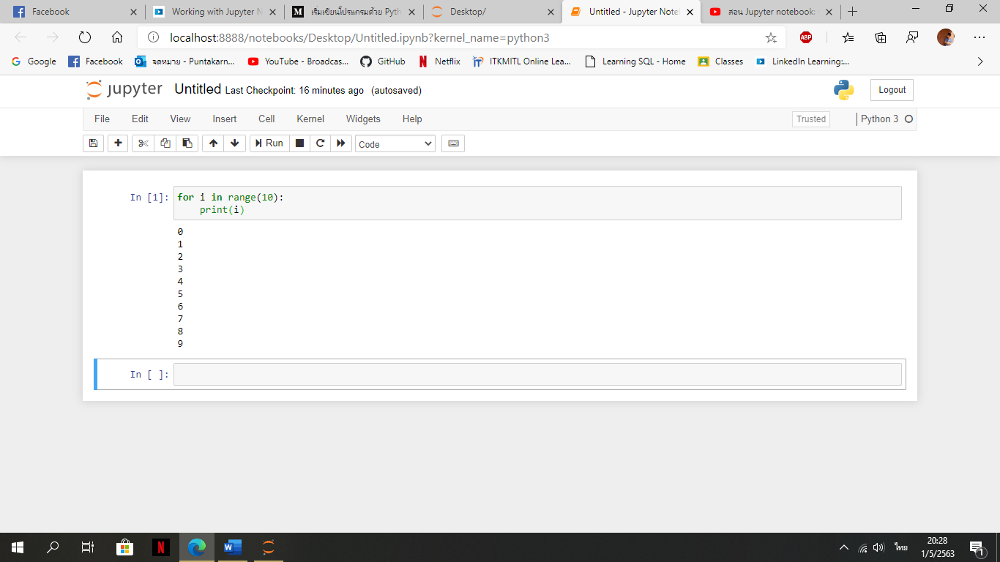 Facebook
Working with Jupyter N
เริ่มเขียนโปรแกรมด้วย Pyth
Desktop/
Untitled - Jupyter Note
สอน Jupyter notebook:
localhost:8888/notebooks/Desktop/Untitled.ipynb?kernel_name=python3
ABP
Google
Facebook
จดหมาย - Puntakarn...
YouTube - Broadcas...
GitHub
Netflix
ITKMITL Online Lea...
Learning SQL - Home
Classes
LinkedIn Learning:...
jupyter Untitled Last Checkpoint: 16 minutes ago (autosaved)
Logout
File Edit View Insert Cell Kernel Widgets Help
Trusted
Python 3
Run
Code
In [1]: for i in range(10):
print(i)
0
1
2
3
4
5
6
7
8
9
In [ ]:
ไทย
20:28
1/5/2563
1